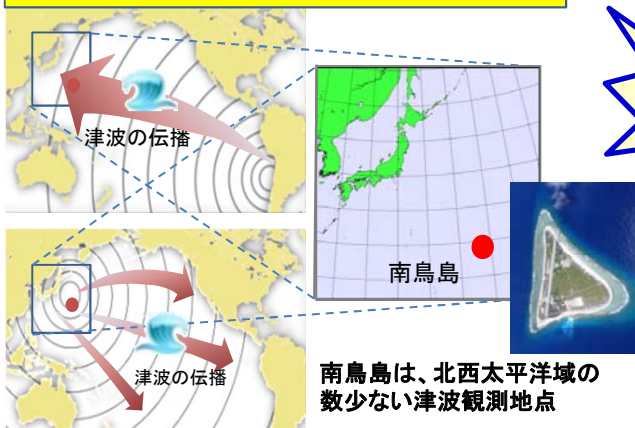 津波の伝播
南鳥島
津波の伝播
南鳥島は、北西太平洋域の
数少ない津波観測地点